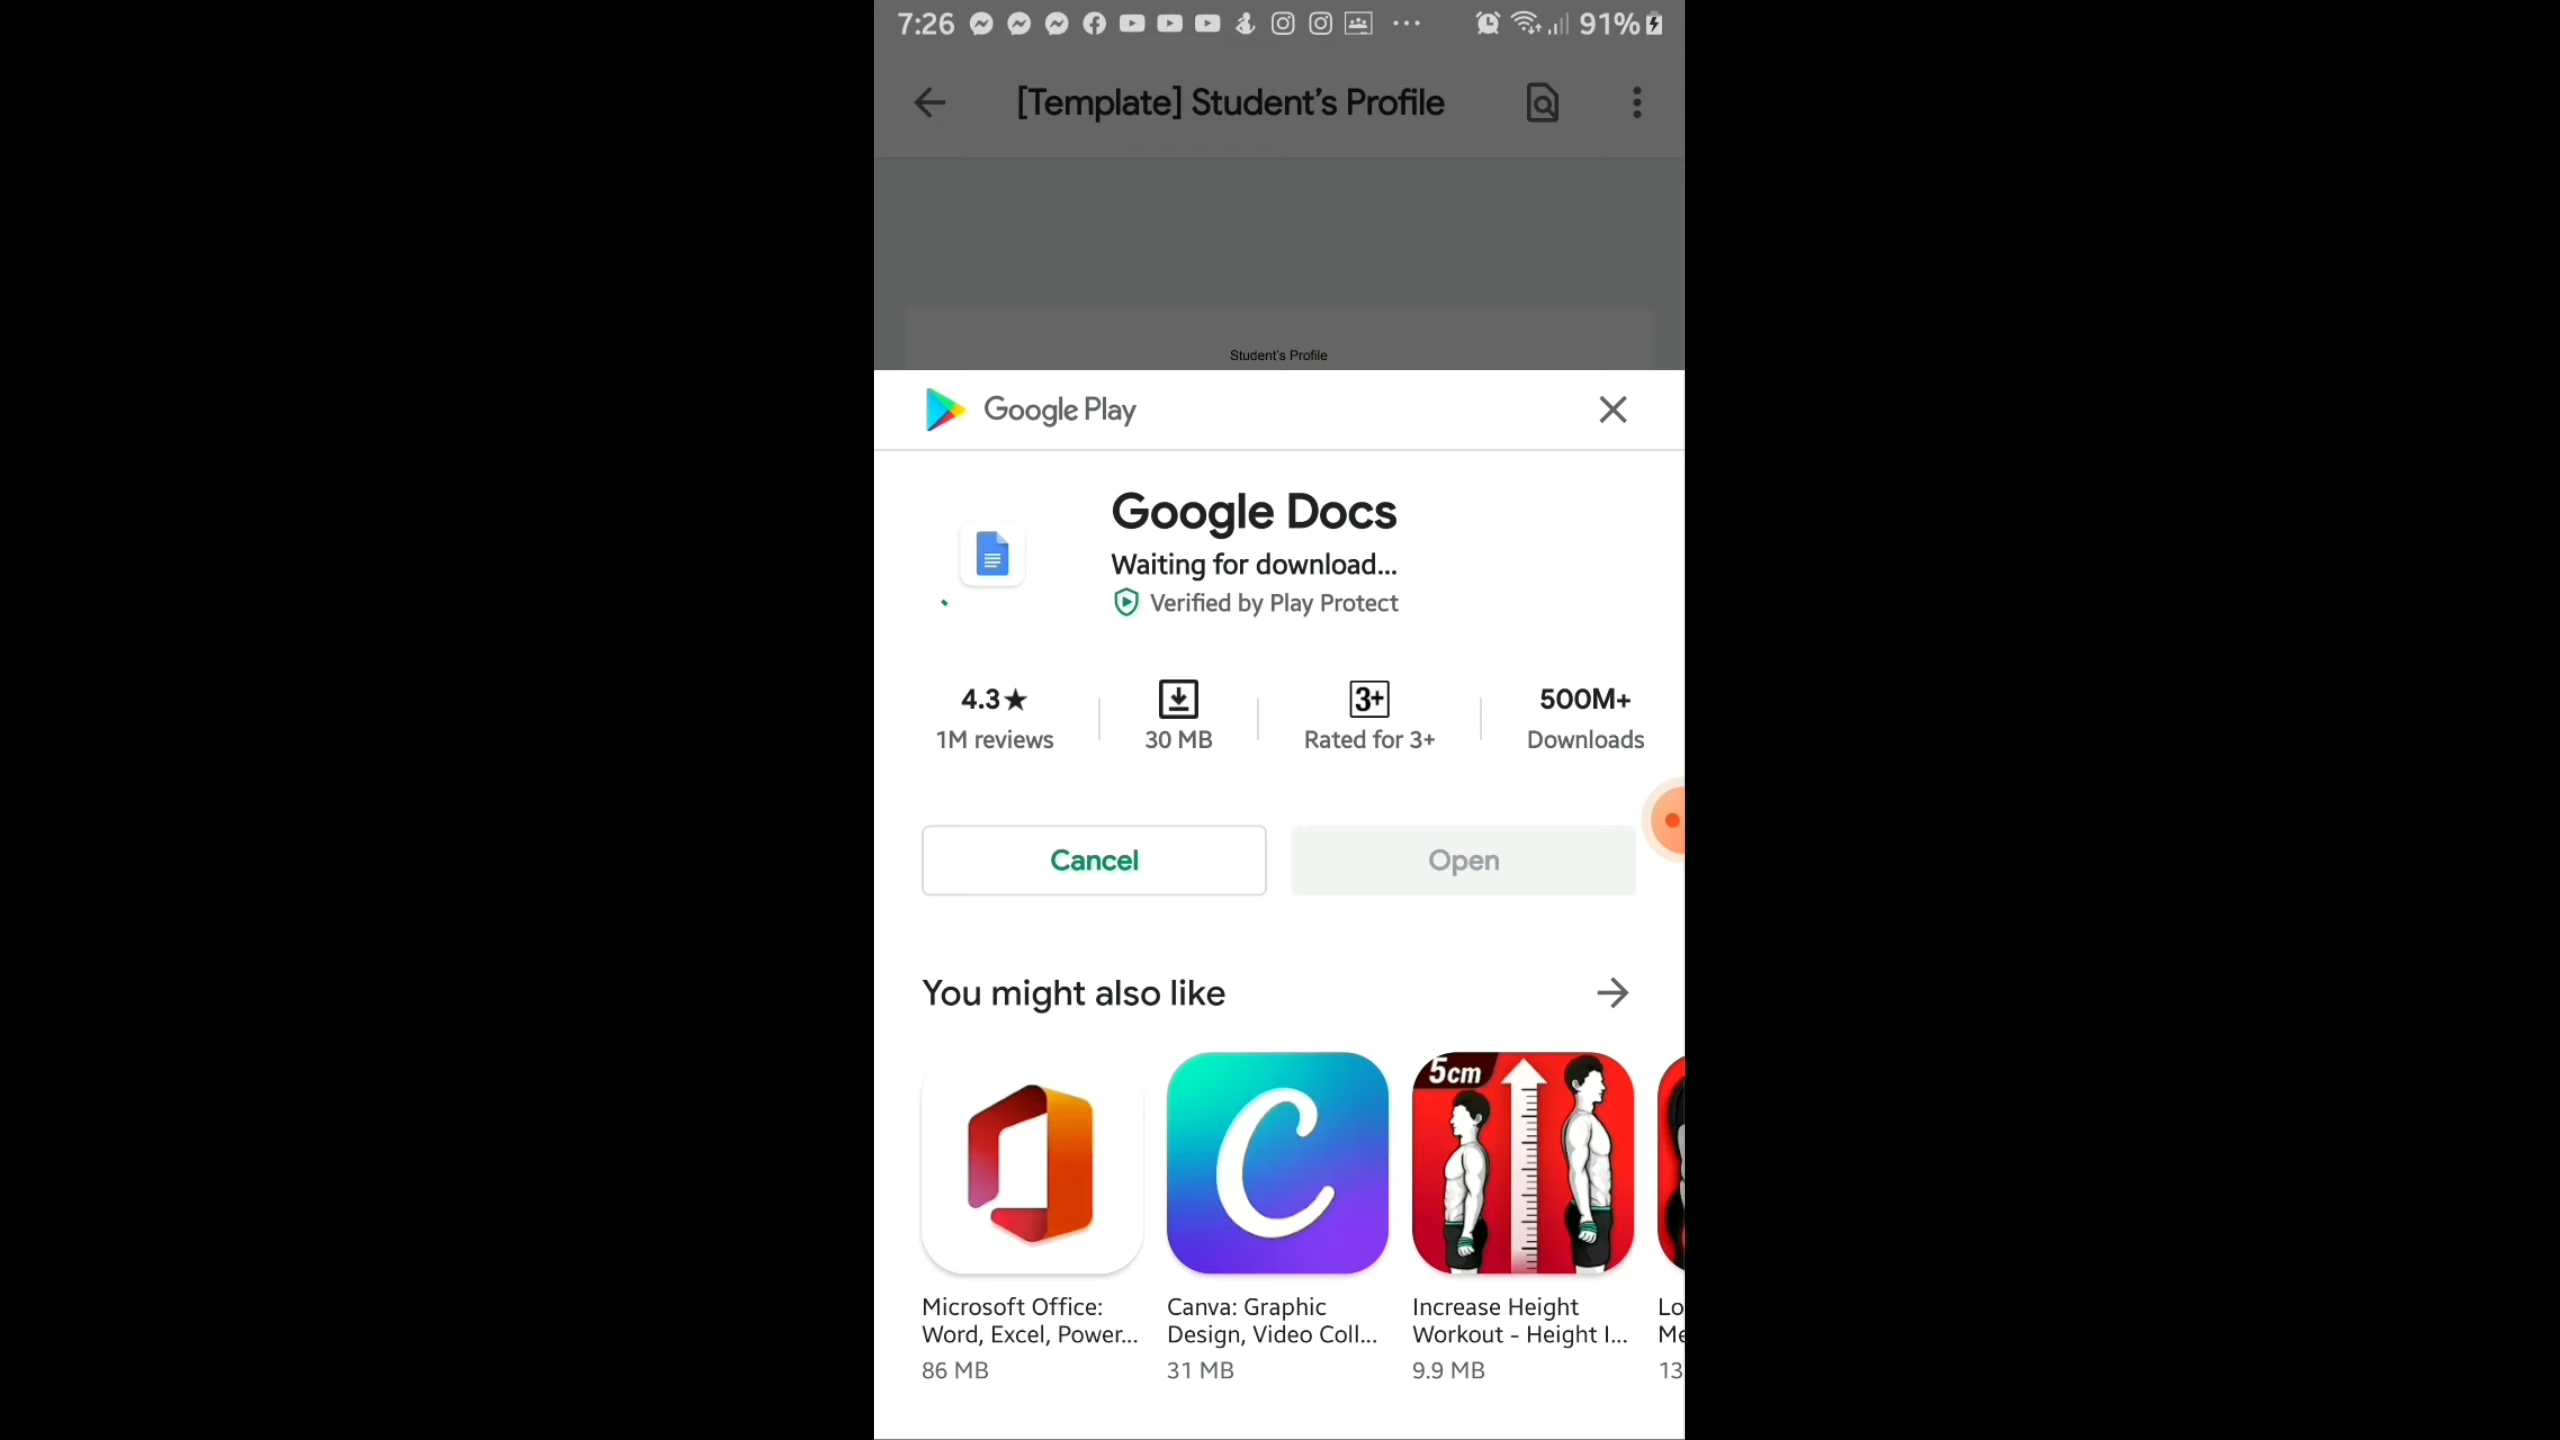 7:26 91%
[Template] Student’s Profile
Student's Profile
Google Play
Google Docs
Waiting for download...
Verified by Play Protect
4.3★ 3+ 500M+
1M reviews 30 MB Rated for 3+ Downloads
Cancel Open
You might also like
5cm
Microsoft Office: Canva: Graphic Increase Height Lo
Word, Excel, Power... Design, Video Coll... Workout - Height I... Me
86 MB 31 MB 9.9 MB 13